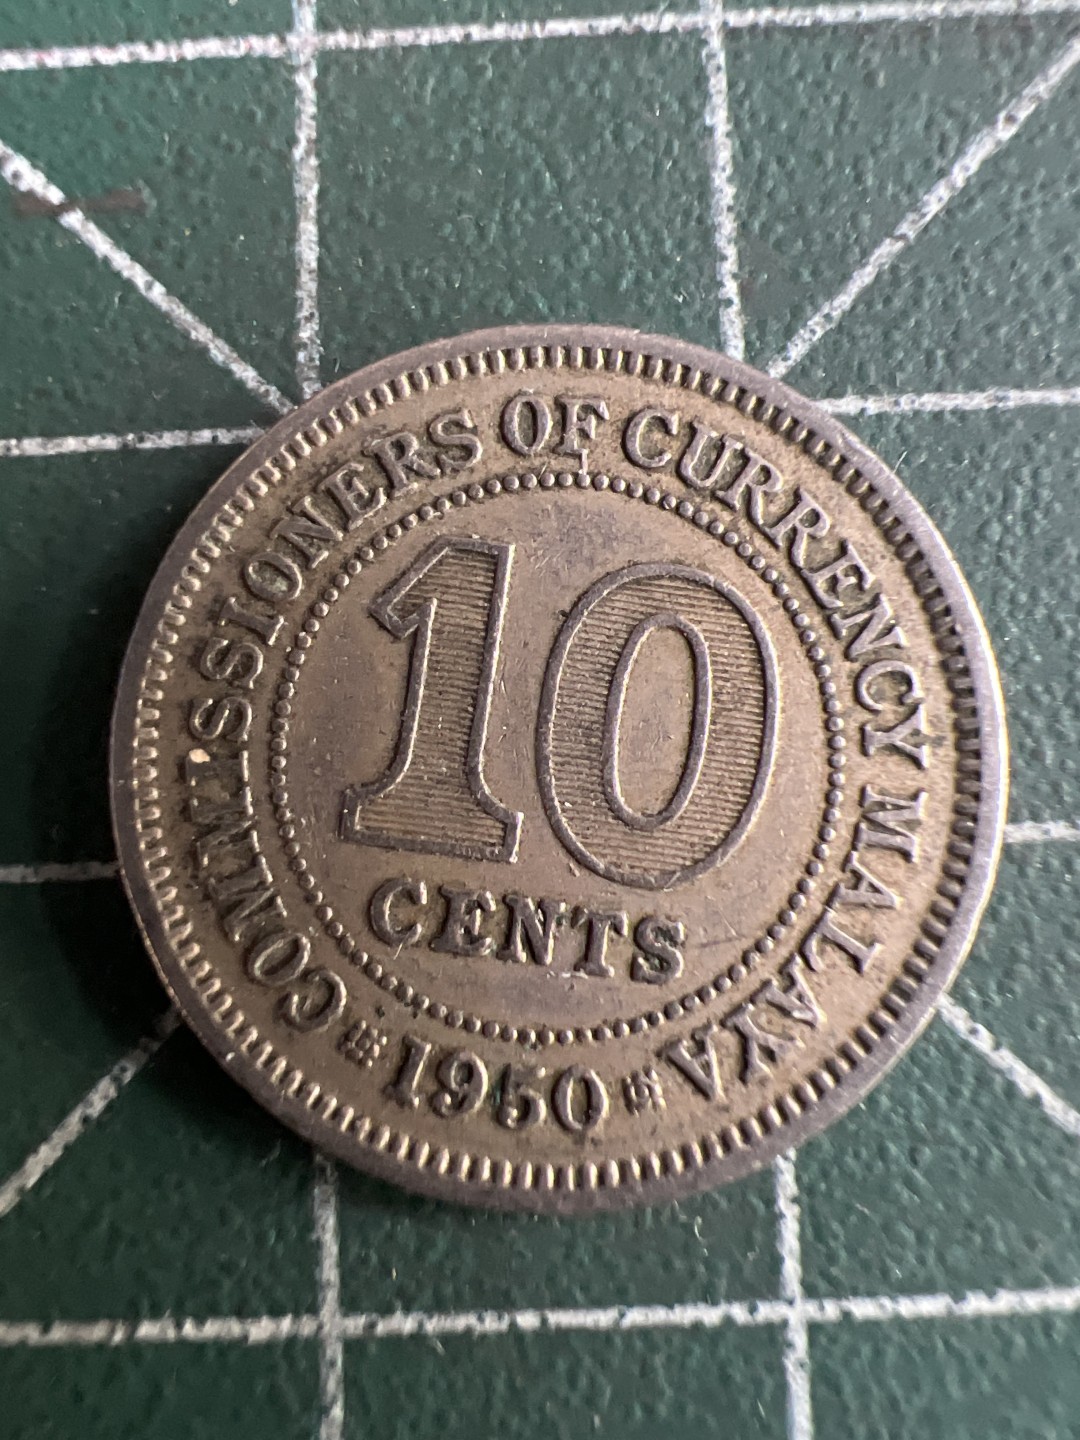 COMMISSIONERS OF CURRENCY MALAYA
10
CENTS
1950